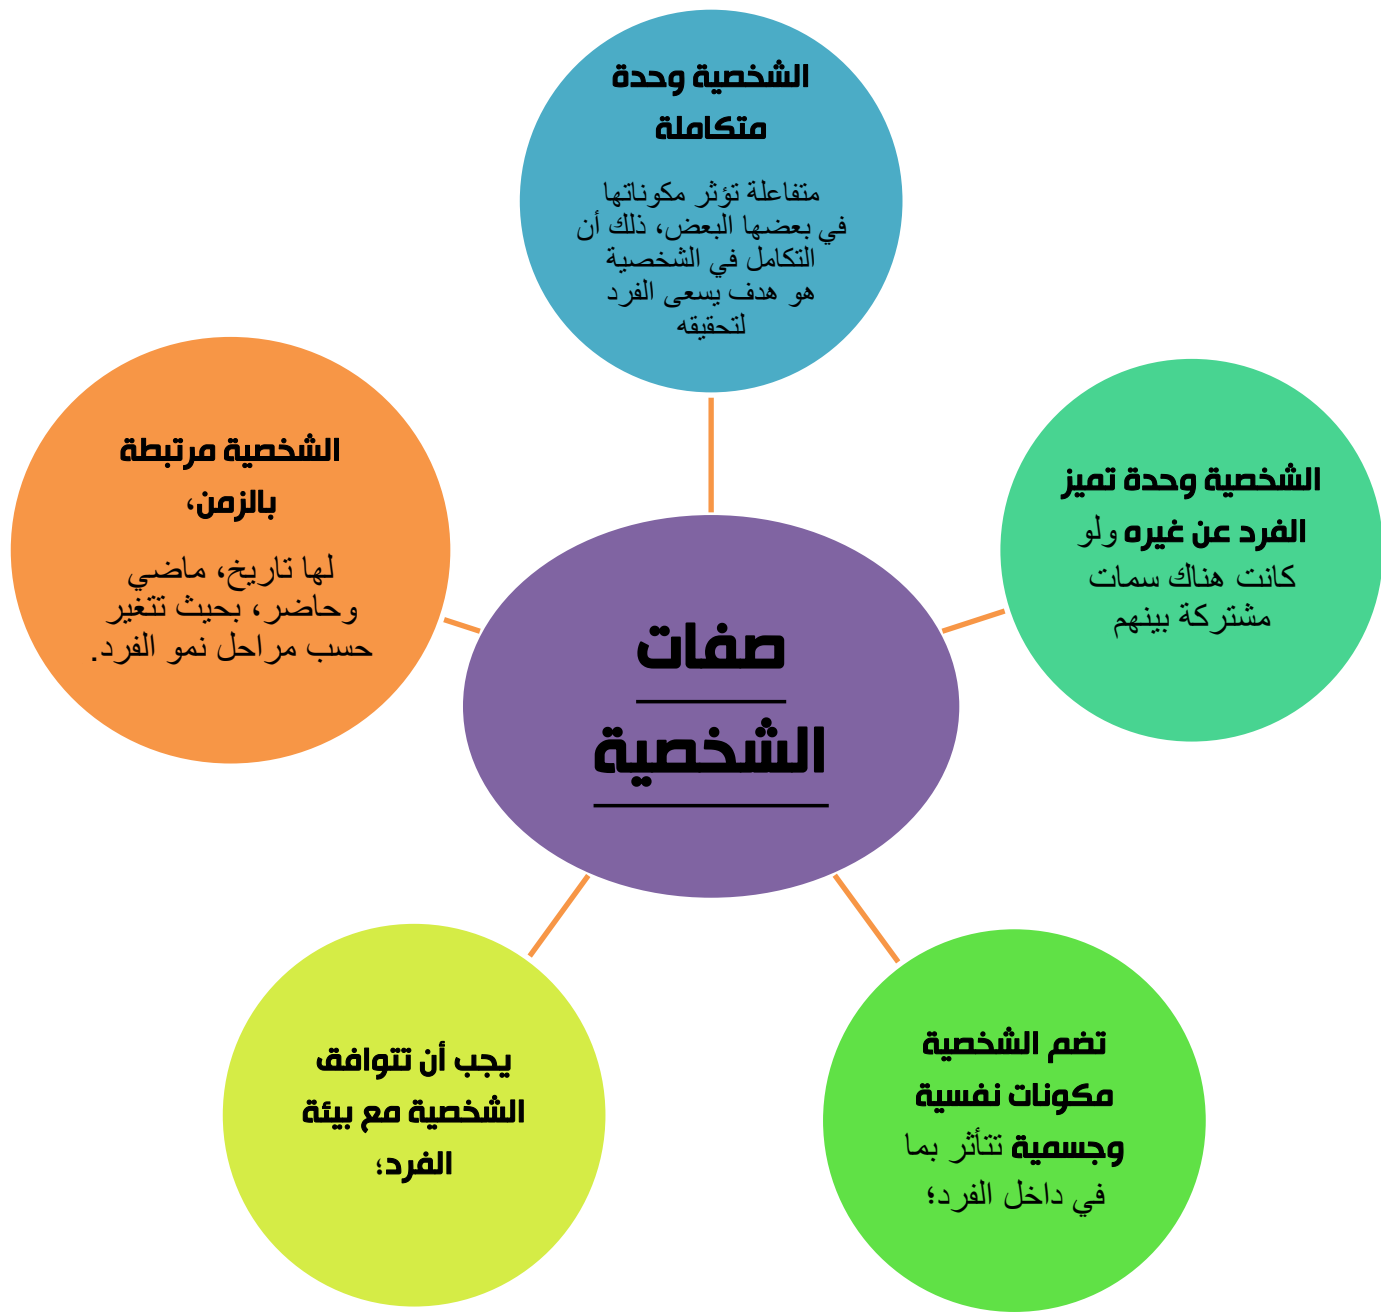 الشخصية وحدة
متكاملة
متفاعلة تؤثر مكوناتها
في بعضها البعض، ذلك أن
التكامل في الشخصية
هو هدف يسعى الفرد
لتحقيقه
الشخصية وحدة تميز
الفرد عن غيره ولو
كانت هناك سمات
مشتركة بينهم
الشخصية مرتبطة
بالزمن،
لها تاريخ، ماضي
وحاضر، بحيث تتغير
حسب مراحل نمو الفرد.
صفات
الشخصية
تضم الشخصية
مكونات نفسية
وجسمية تتأثر بما
في داخل الفرد؛
يجب أن تتوافق
الشخصية مع بيئة
الفرد؛